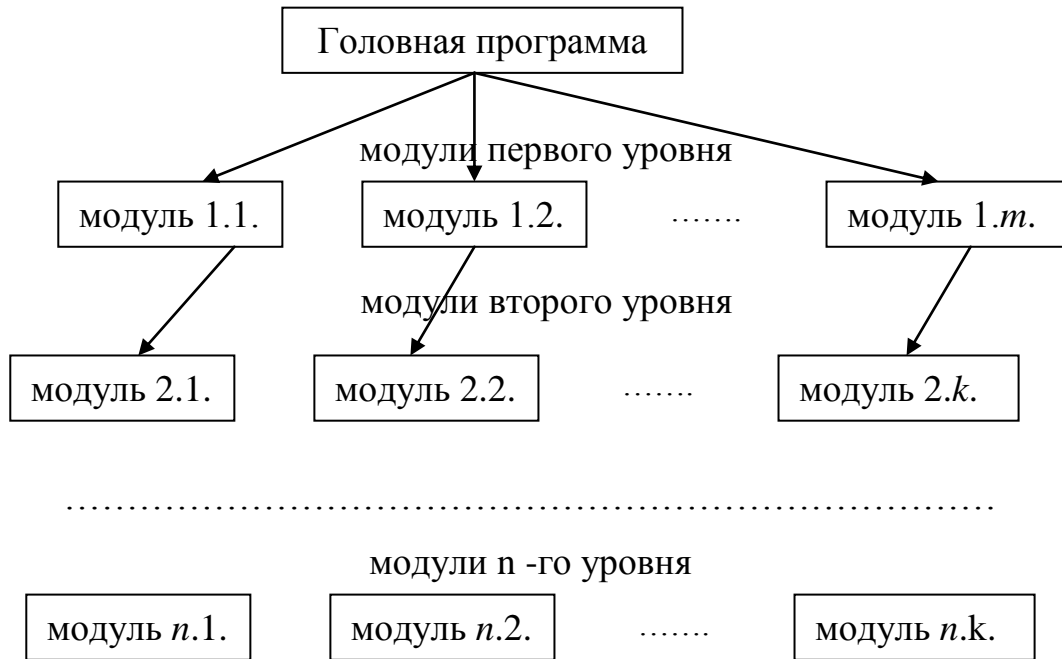 Головная программа
модули первого уровня
модуль 1.1. модуль 1.2. ……. модуль 1.m.
модули второго уровня
модуль 2.1. модуль 2.2. ……. модуль 2.k.
…………………………………………………………………
модули n -го уровня
модуль n.1. модуль n.2. ……. модуль n.k.